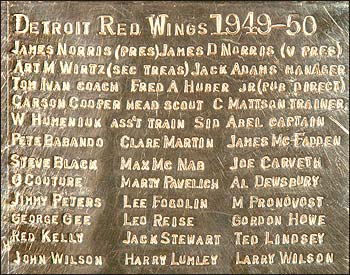 DETROIT RED WINGS 1949-50
JAMES NORRIS (PRES) JAMES D NORRIS (V PRES)
ART M WIRTZ (SEC TREAS) JACK ADAMS MANAGER
TOM IVAN COACH FRED A HUBER JR (PUB DIRECT)
CARSON COOPER HEAD SCOUT C MATTSON TRAINER
W HUMENIUK ASS'T TRAIN SID ABEL CAPTAIN
PETE BABANDO CLARE MARTIN JAMES MC FADDEN
STEVE BLACK MAX MC NAB JOE CARVETH
G COUTURE MARTY PAVELICH AL DEWSBURY
JIMMY PETERS LEE FOGOLIN M PRONOVOST
GEORGE GEE LEO REISE GORDON HOWE
RED KELLY JACK STEWART TED LINDSEY
JOHN WILSON HARRY LUMLEY LARRY WILSON